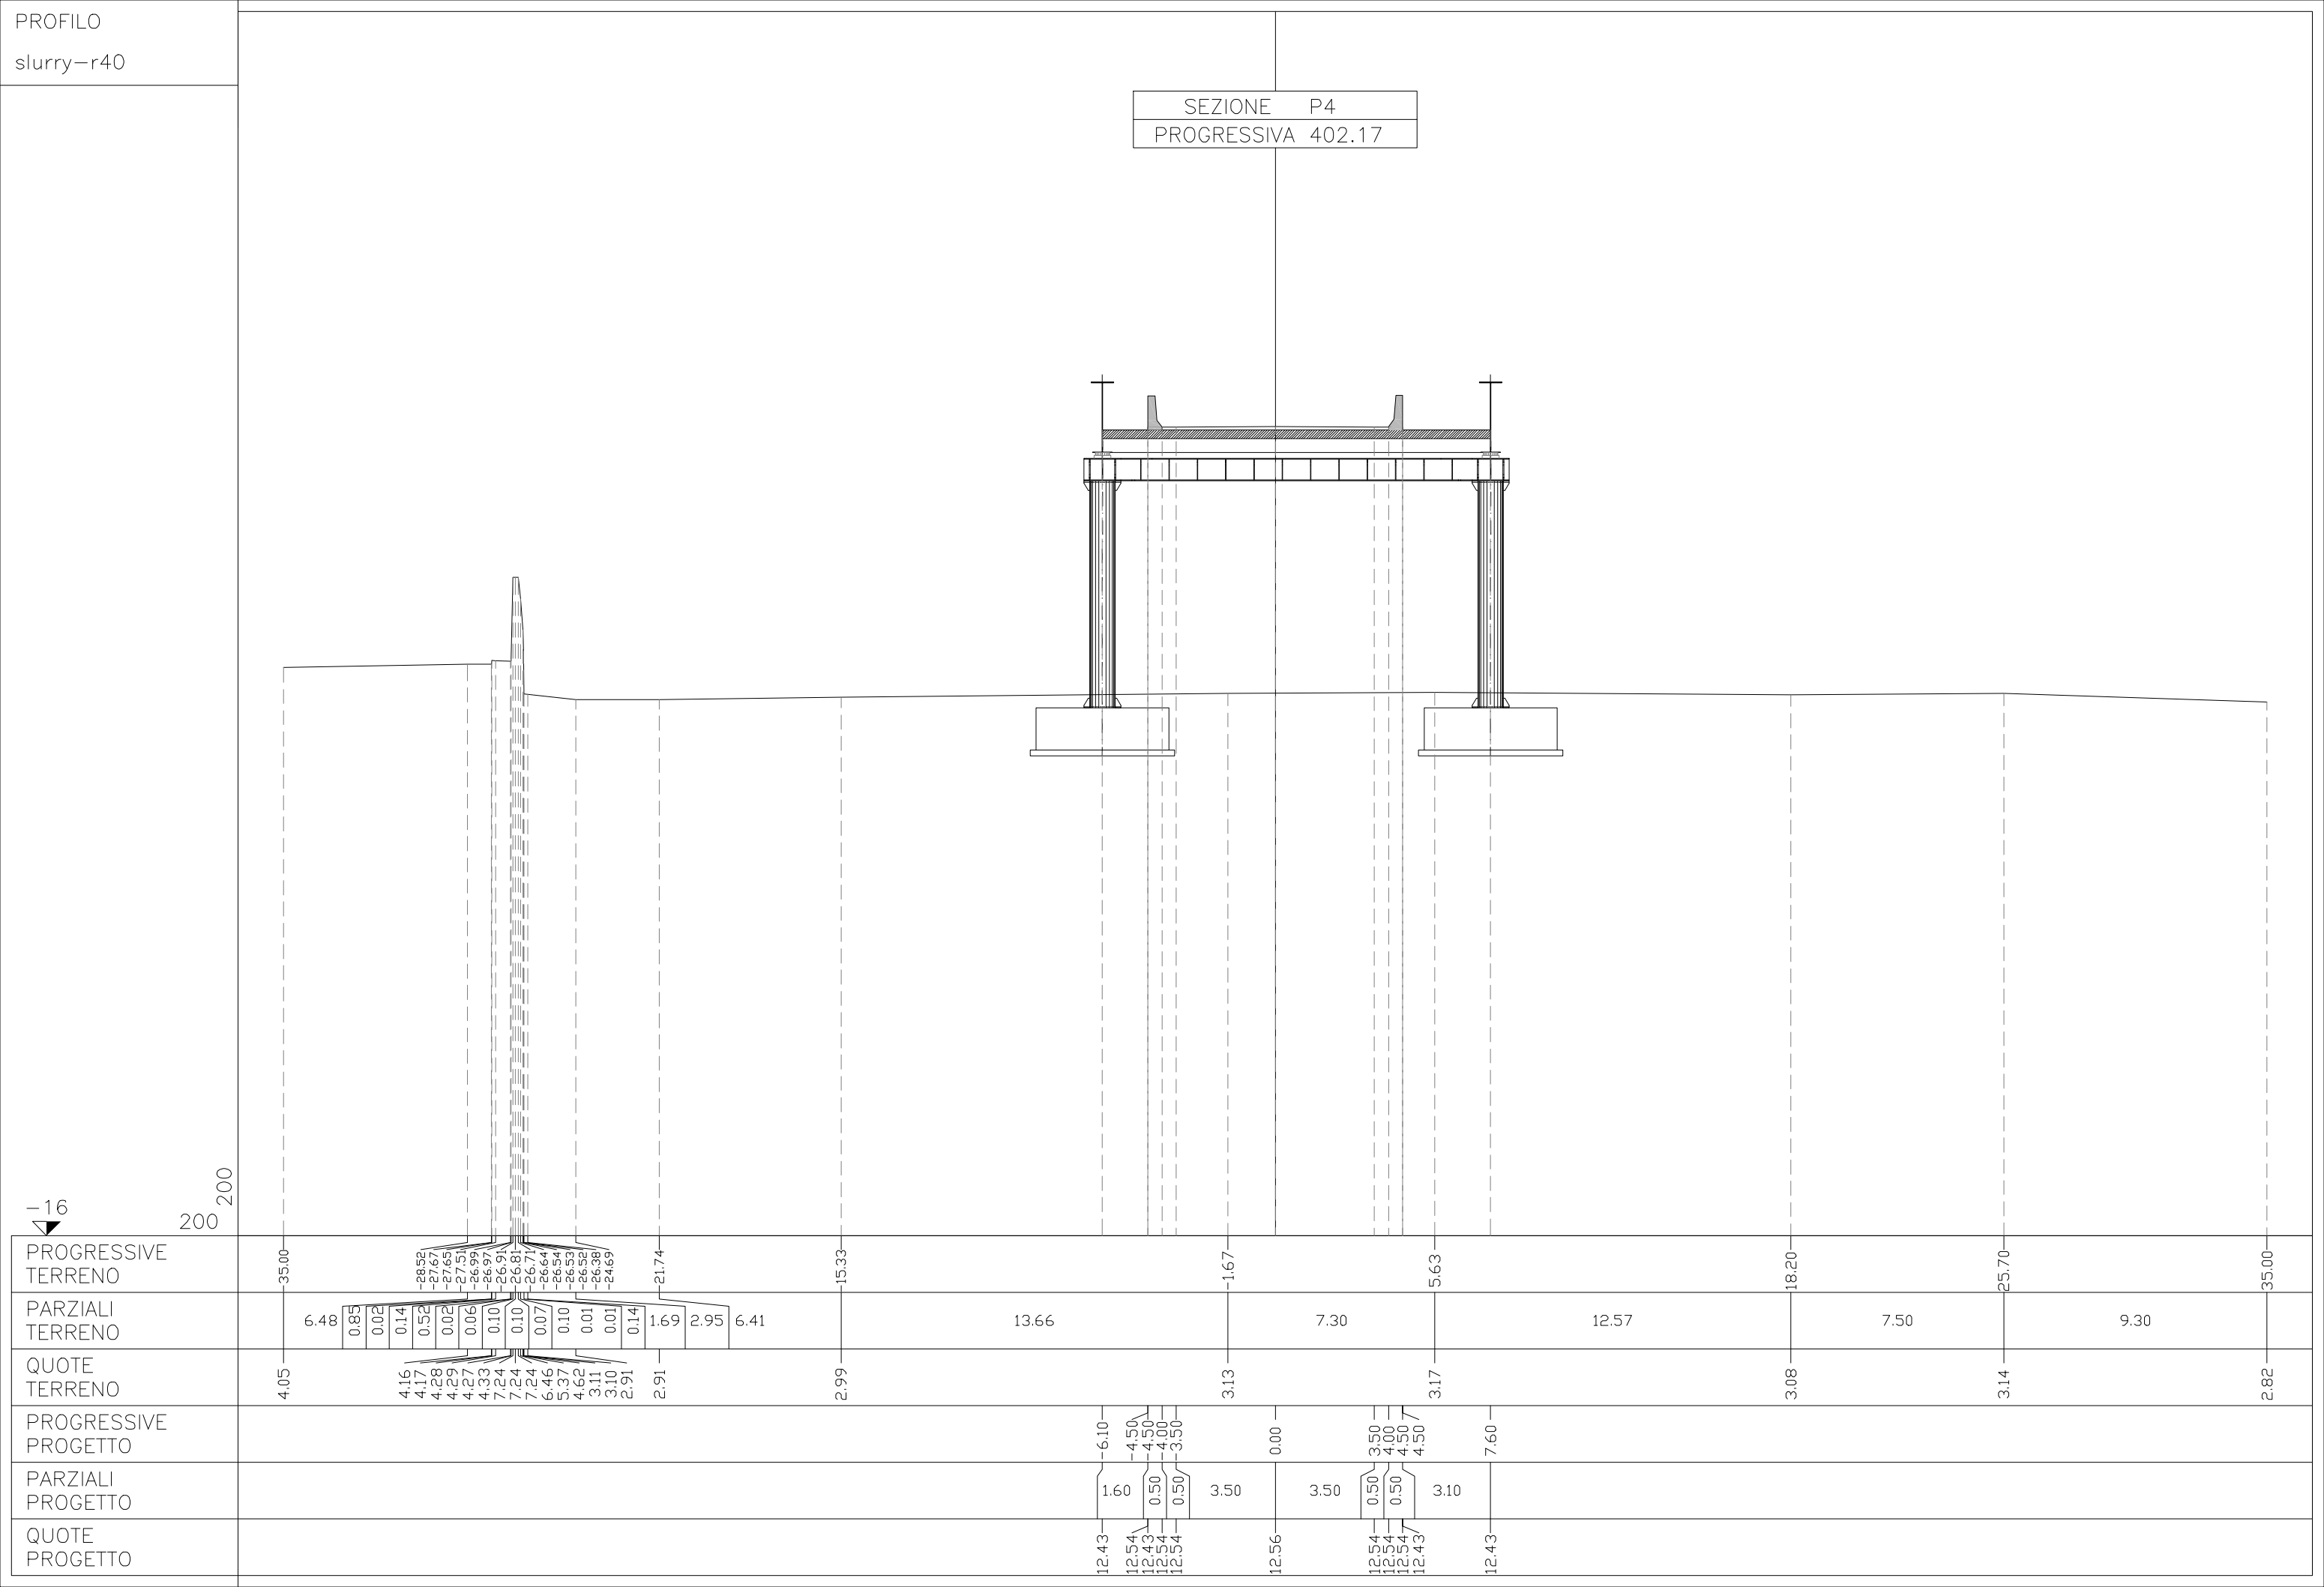 PROFILO
slurry-r40
SEZIONE P4
PROGRESSIVA 402.17
-16
200
200
PROGRESSIVE
TERRENO
-35.00 -28.52 -27.67 -27.65 -27.51 -26.99 -26.97 -26.91 -26.81 -26.71 -26.64 -26.54 -26.53 -26.52 -26.38 -24.69 -21.74 -15.33 -1.67 5.63 18.20 25.70 35.00
PARZIALI
TERRENO
6.48 0.85 0.02 0.14 0.52 0.02 0.06 0.10 0.10 0.07 0.10 0.01 0.01 0.14 1.69 2.95 6.41 13.66 7.30 12.57 7.50 9.30
QUOTE
TERRENO
4.05 4.16 4.17 4.28 4.29 4.27 4.33 7.24 7.24 7.24 6.46 5.37 4.62 3.11 3.10 2.91 2.91 2.99 3.13 3.17 3.08 3.14 2.82
PROGRESSIVE
PROGETTO
-6.10 -4.50 -4.50 -4.00 -3.50 0.00 3.50 4.00 4.50 4.50 7.60
PARZIALI
PROGETTO
1.60 0.50 0.50 3.50 3.50 0.50 0.50 3.10
QUOTE
PROGETTO
12.43 12.54 12.43 12.54 12.54 12.56 12.54 12.54 12.54 12.43 12.43